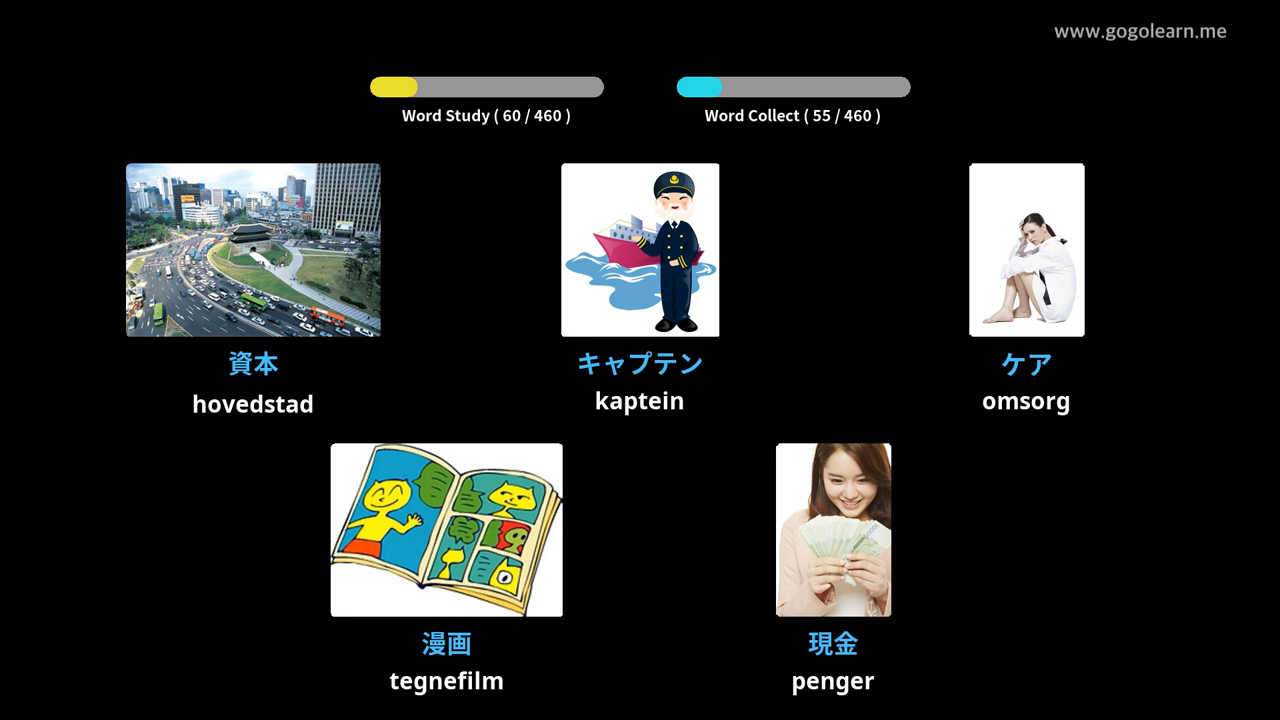 www.gogolearn.me
Word Study ( 60 / 460 )
Word Collect ( 55 / 460 )
資本
hovedstad
キャプテン
kaptein
ケア
omsorg
漫画
tegnefilm
現金
penger